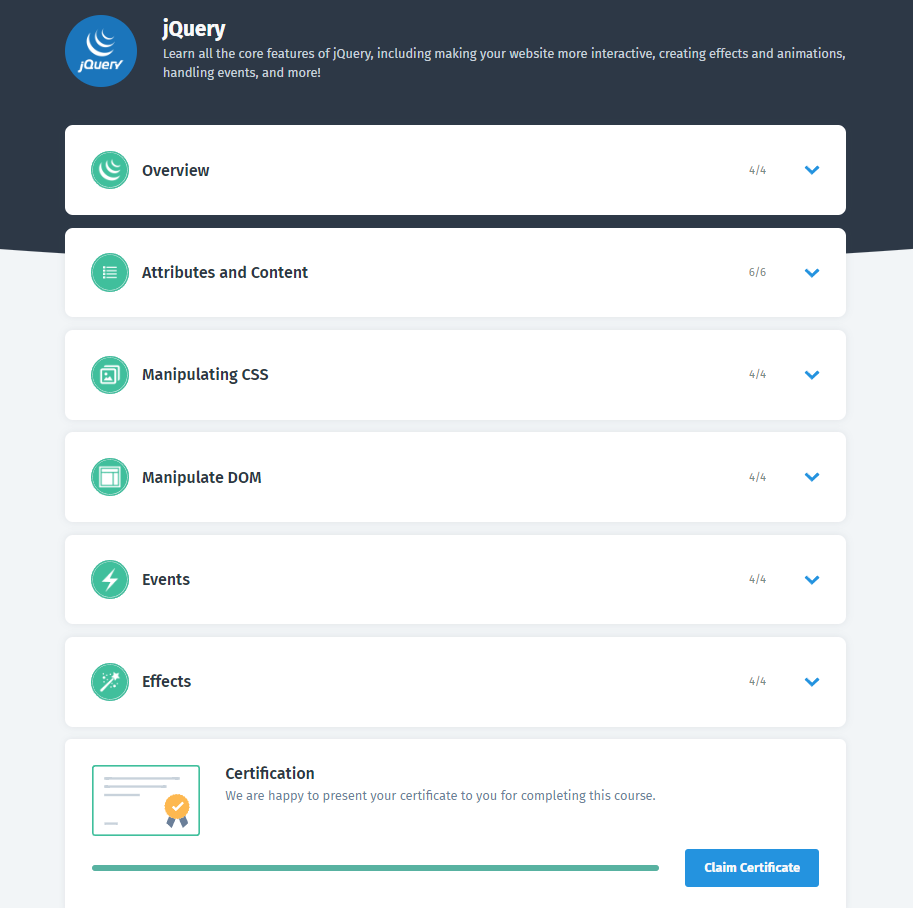 jQuery
jQuery
Learn all the core features of jQuery, including making your website more interactive, creating effects and animations,
handling events, and more!
Overview 4/4
Attributes and Content 6/6
Manipulating CSS 4/4
Manipulate DOM 4/4
Events 4/4
Effects 4/4
Certification
We are happy to present your certificate to you for completing this course.
Claim Certificate